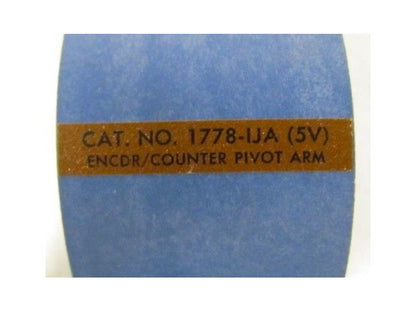 CAT. NO. 1778-IJA (5V)
ENCDR/COUNTER PIVOT ARM